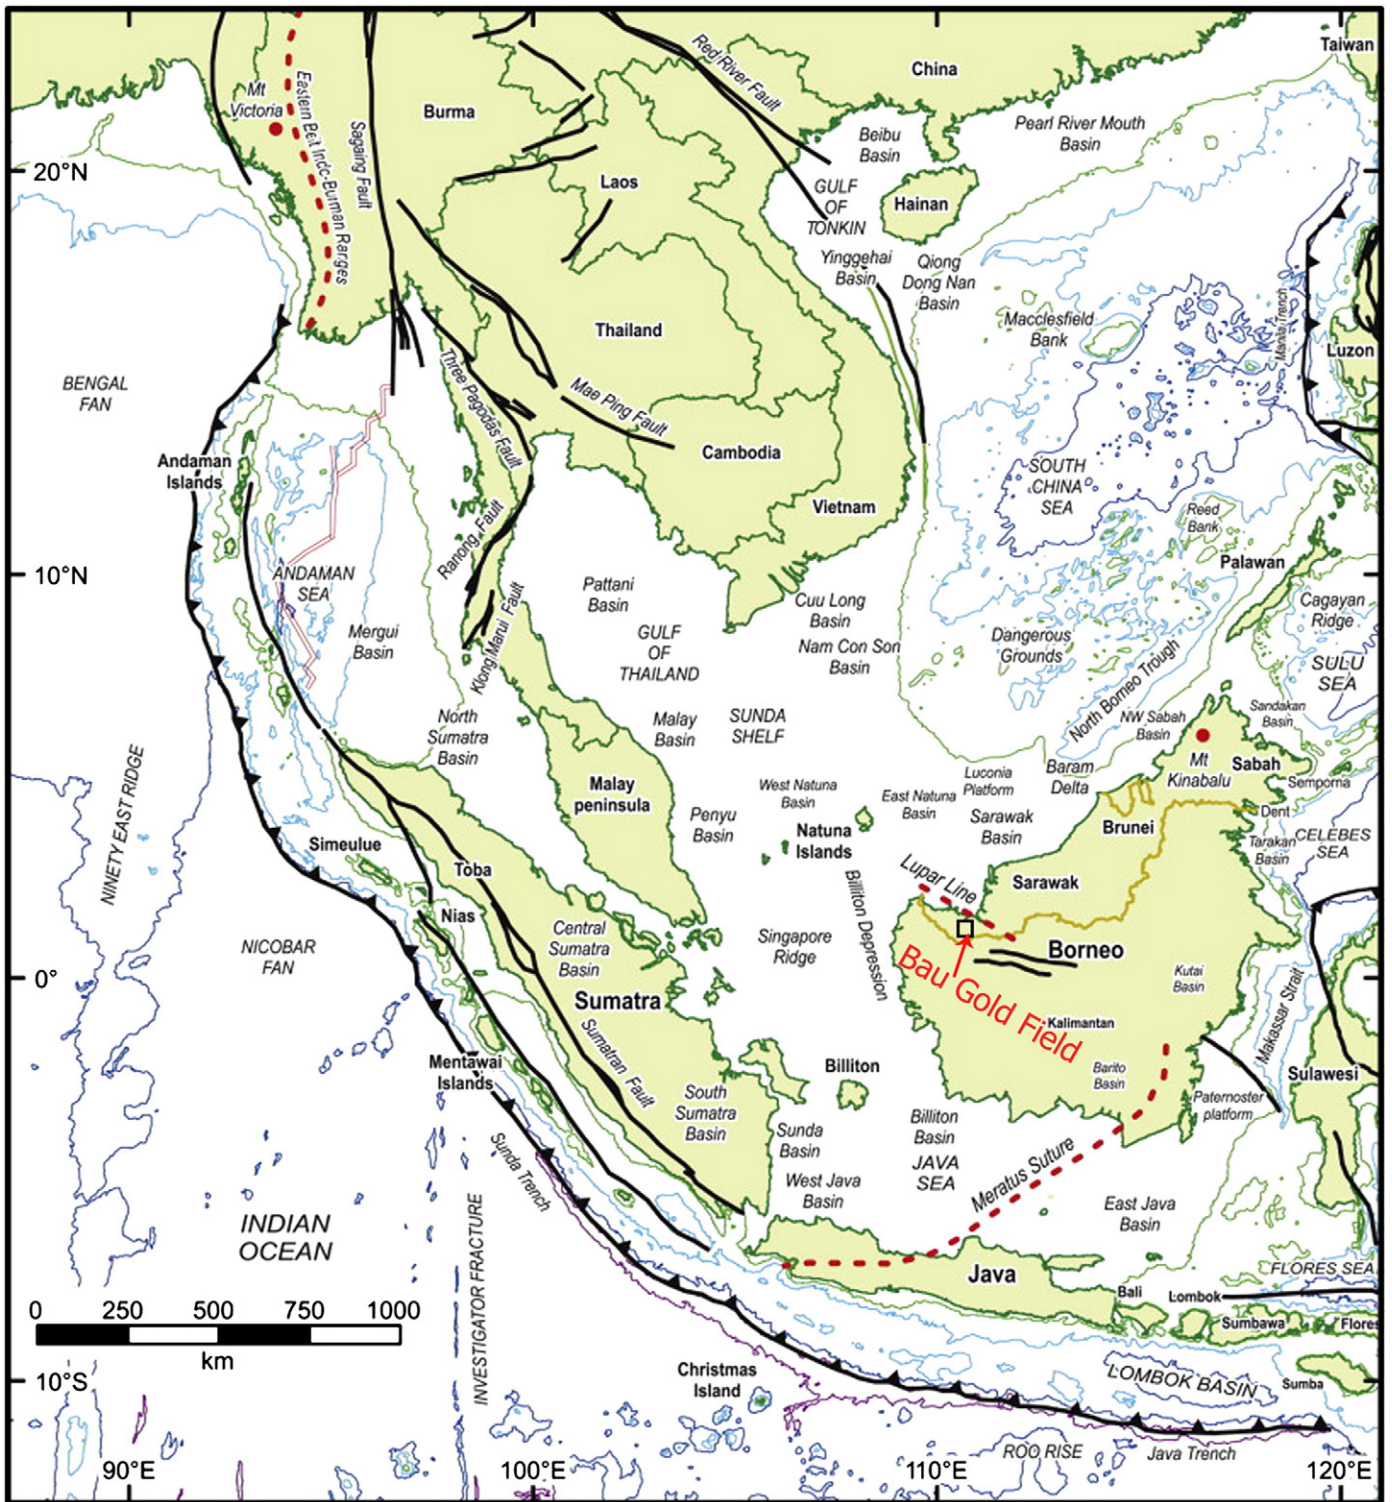 Taiwan
China
Red River Fault
Mt
Victoria
Eastern Belt Indo-Burman Ranges
Sagaing Fault
Burma
Beibu
Basin
Pearl River Mouth
Basin
20°N
Laos
GULF
OF
TONKIN
Hainan
Yinggehai
Basin
Qiong
Dong Nan
Basin
Macclesfield
Bank
Manila Trench
Luzon
Thailand
BENGAL
FAN
Three Pagodas Fault
Mae Ping Fault
Cambodia
Andaman
Islands
SOUTH
CHINA
SEA
Vietnam
Reed
Bank
Ranong Fault
Palawan
10°N
ANDAMAN
SEA
Pattani
Basin
Cuu Long
Basin
Cagayan
Ridge
Mergui
Basin
Klong Marui Fault
GULF
OF
THAILAND
Nam Con Son
Basin
Dangerous
Grounds
North Borneo Trough
SULU
SEA
North
Sumatra
Basin
Malay
Basin
SUNDA
SHELF
NW Sabah
Basin
Sandakan
Basin
Mt
Kinabalu
Sabah
Semporna
NINETY EAST RIDGE
Malay
peninsula
West Natuna
Basin
Luconia
Platform
Baram
Delta
Penyu
Basin
East Natuna
Basin
Sarawak
Basin
Brunei
Dent
Natuna
Islands
Tarakan
Basin
CELEBES
SEA
Simeulue
Toba
Lupar Line
Sarawak
Billiton Depression
Nias
NICOBAR
FAN
Central
Sumatra
Basin
Singapore
Ridge
Borneo
Bau Gold Field
Kutai
Basin
0°
Sumatra
Makassar Strait
Kalimantan
Sumatran Fault
Mentawai
Islands
Billiton
Barito
Basin
Sulawesi
South
Sumatra
Basin
Paternoster
platform
Sunda
Basin
Billiton
Basin
JAVA
SEA
Sunda Trench
Meratus Suture
West Java
Basin
East Java
Basin
INDIAN
OCEAN
INVESTIGATOR FRACTURE
FLORES SEA
Java
Bali
Lombok
Sumbawa
Flores
0 250 500 750 1000
km
10°S
Christmas
Island
LOMBOK BASIN
Sumba
ROO RISE
Java Trench
90°E
100°E
110°E
120°E